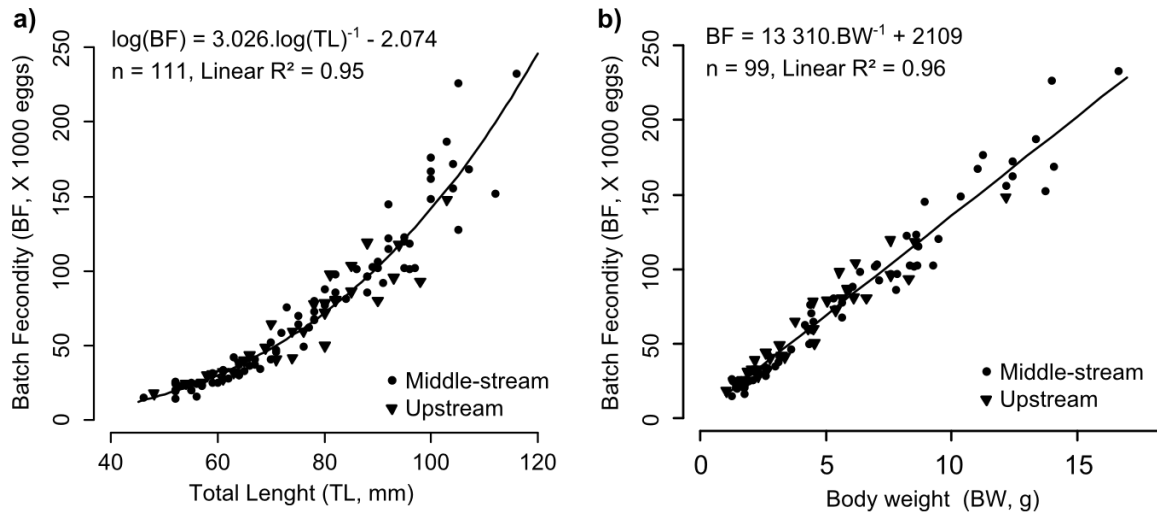 a)
log(BF) = 3.026.log(TL)⁻¹ - 2.074
n = 111, Linear R² = 0.95
Batch Fecondity (BF, X 1000 eggs)
250
200
150
100
50
0
Middle-stream
Upstream
40 60 80 100 120
Total Lenght (TL, mm)
b)
BF = 13 310.BW⁻¹ + 2109
n = 99, Linear R² = 0.96
Batch Fecondity (BF, X 1000 eggs)
250
200
150
100
50
0
Middle-stream
Upstream
0 5 10 15
Body weight (BW, g)